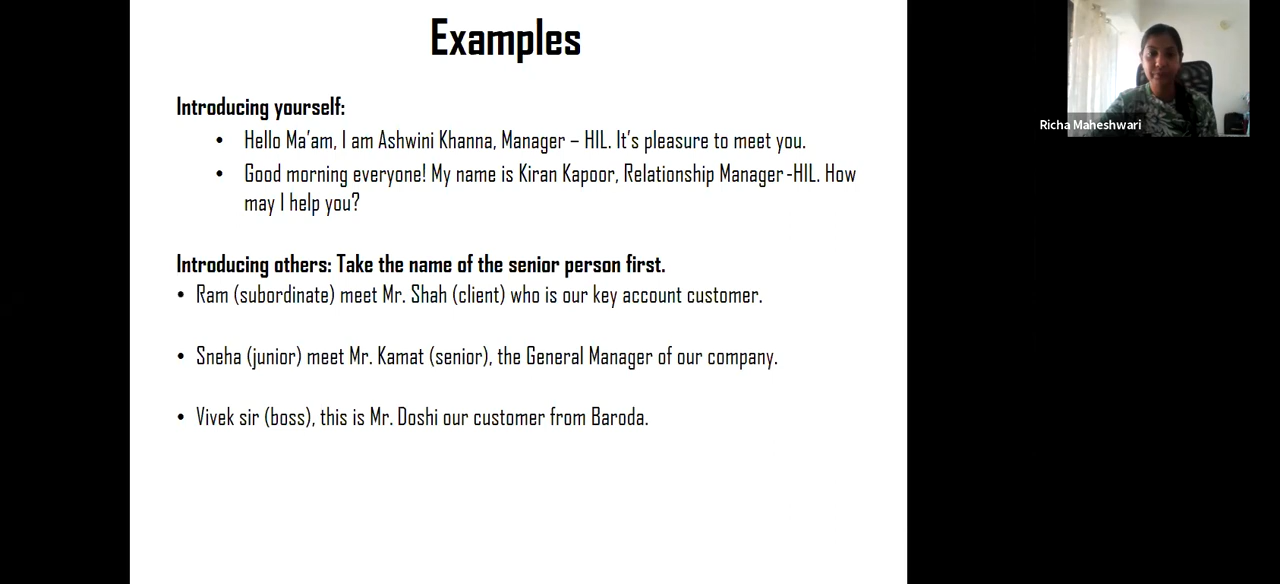 Examples
Richa Maheshwari
Introducing yourself:
• Hello Ma'am, I am Ashwini Khanna, Manager – HIL. It's pleasure to meet you.
• Good morning everyone! My name is Kiran Kapoor, Relationship Manager -HIL. How
may I help you?
Introducing others: Take the name of the senior person first.
• Ram (subordinate) meet Mr. Shah (client) who is our key account customer.
• Sneha (junior) meet Mr. Kamat (senior), the General Manager of our company.
• Vivek sir (boss), this is Mr. Doshi our customer from Baroda.